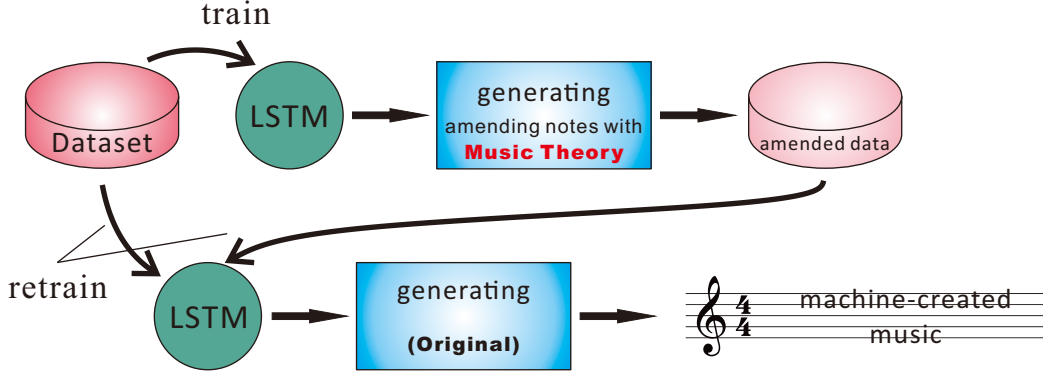 train
Dataset
LSTM
generating
amending notes with
Music Theory
amended data
retrain
LSTM
generating
(Original)
4
4
machine-created
music